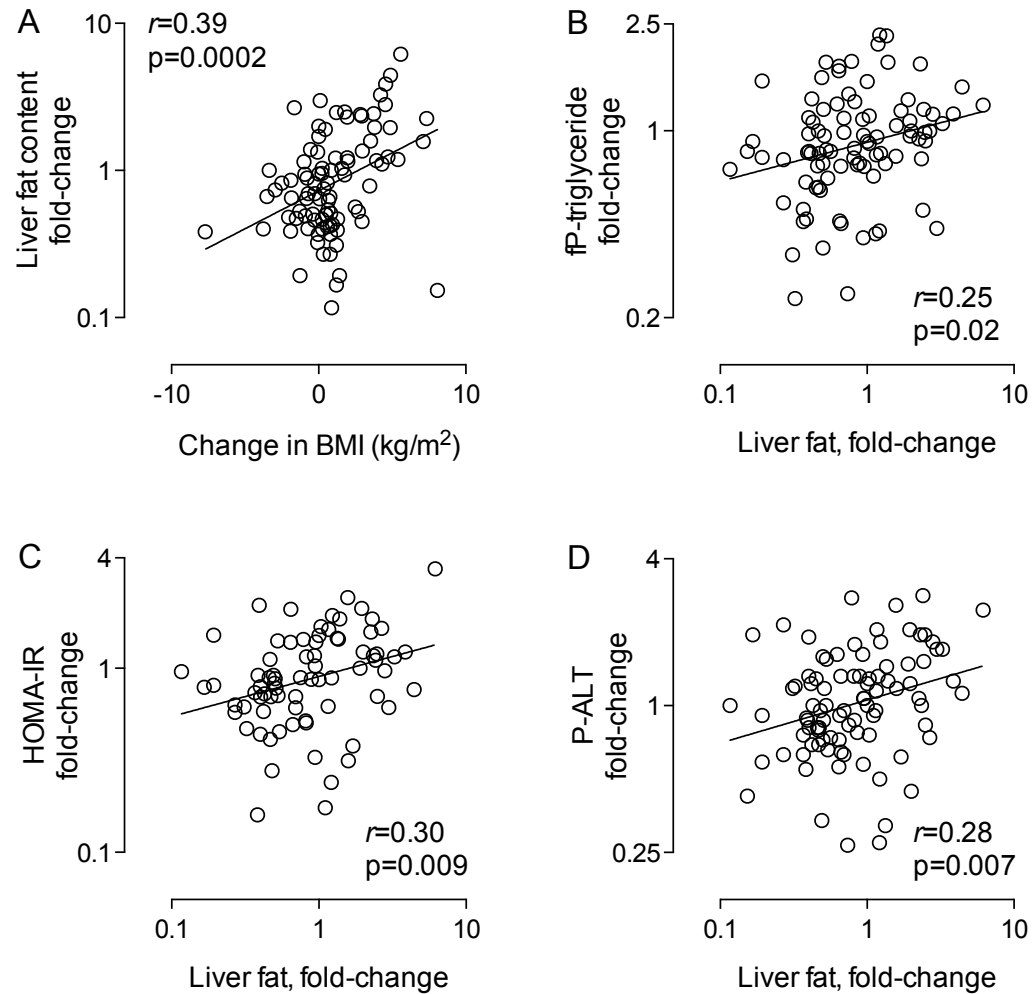 A
r=0.39
p=0.0002
Liver fat content
fold-change
10
1
0.1
-10
0
10
Change in BMI (kg/m²)
B
fP-triglyceride
fold-change
2.5
1
0.2
r=0.25
p=0.02
0.1
1
10
Liver fat, fold-change
C
HOMA-IR
fold-change
4
1
0.1
r=0.30
p=0.009
0.1
1
10
Liver fat, fold-change
D
P-ALT
fold-change
4
1
0.25
r=0.28
p=0.007
0.1
1
10
Liver fat, fold-change